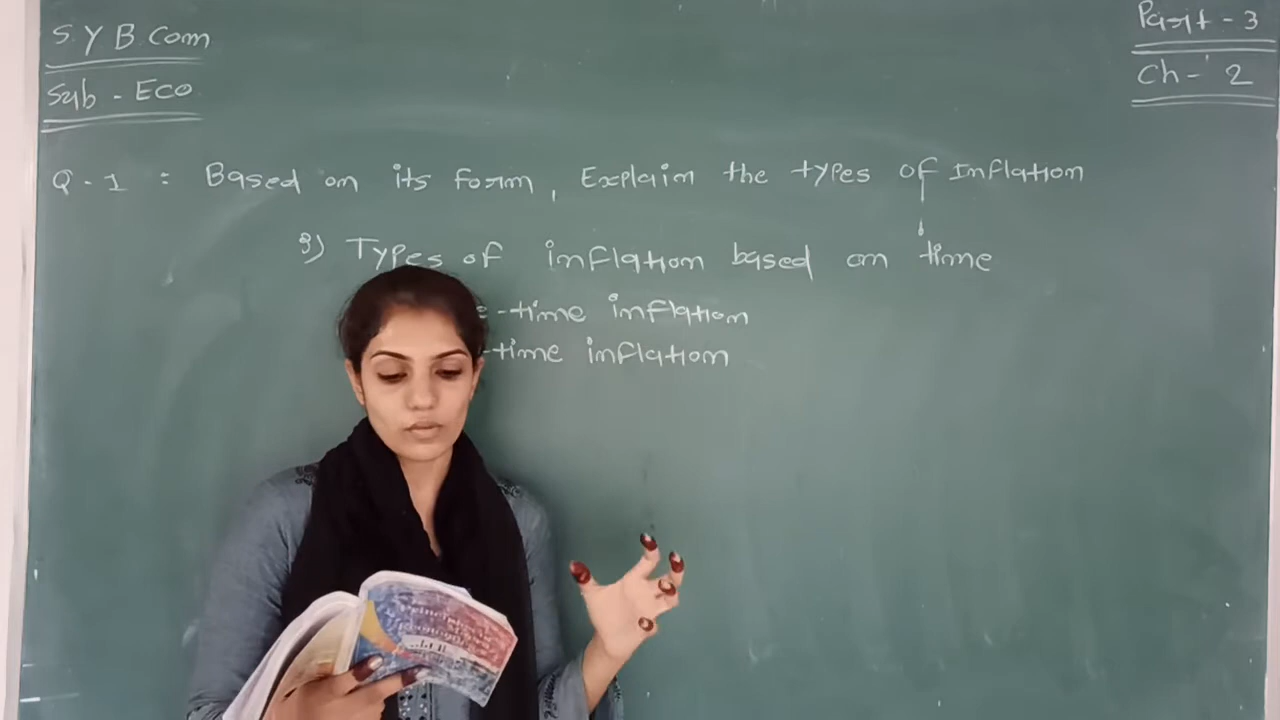 S Y B Com
Sub - Eco
Part - 3
Ch - 2
Q - 1 : Based on its form, Explain the types of Inflation
3) Types of inflation based on time
-time inflation
-time inflation